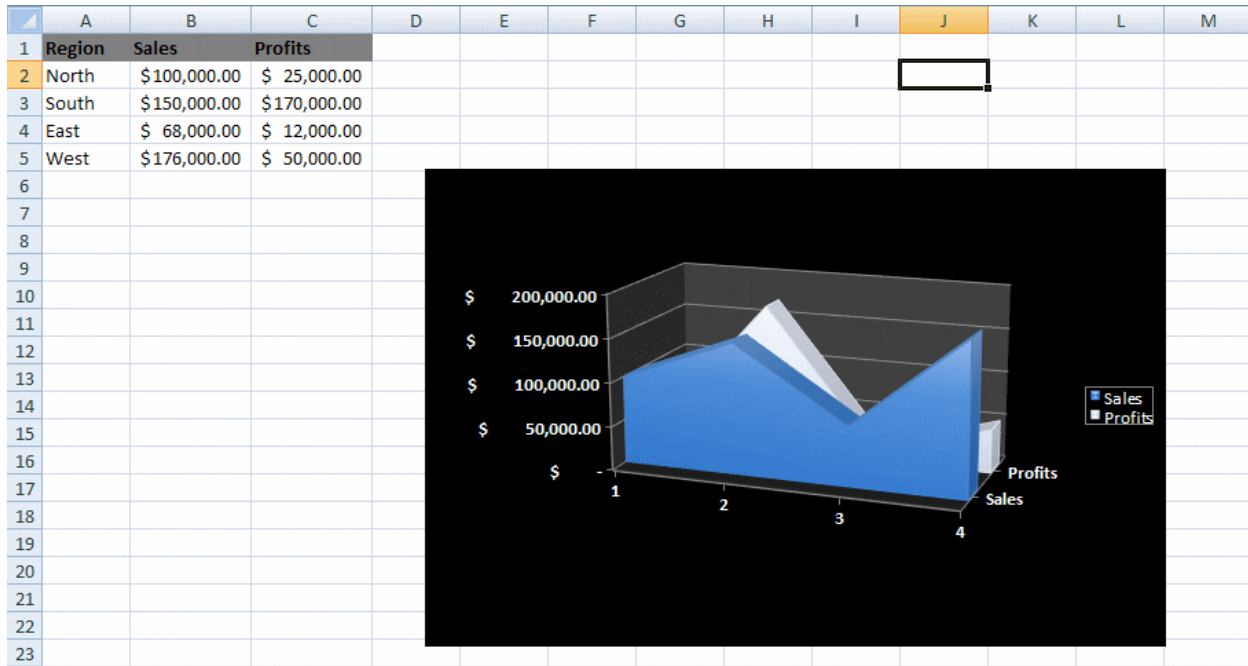 A B C D E F G H I J K L M
1 Region Sales Profits
2 North $100,000.00 $ 25,000.00
3 South $150,000.00 $170,000.00
4 East $ 68,000.00 $ 12,000.00
5 West $176,000.00 $ 50,000.00
6
7
8
9
10
11
12
13
14
15
16
17
18
19
20
21
22
23
$ 200,000.00
$ 150,000.00
$ 100,000.00
$ 50,000.00
$ -
1
2
3
4
Profits
Sales
Sales
Profits